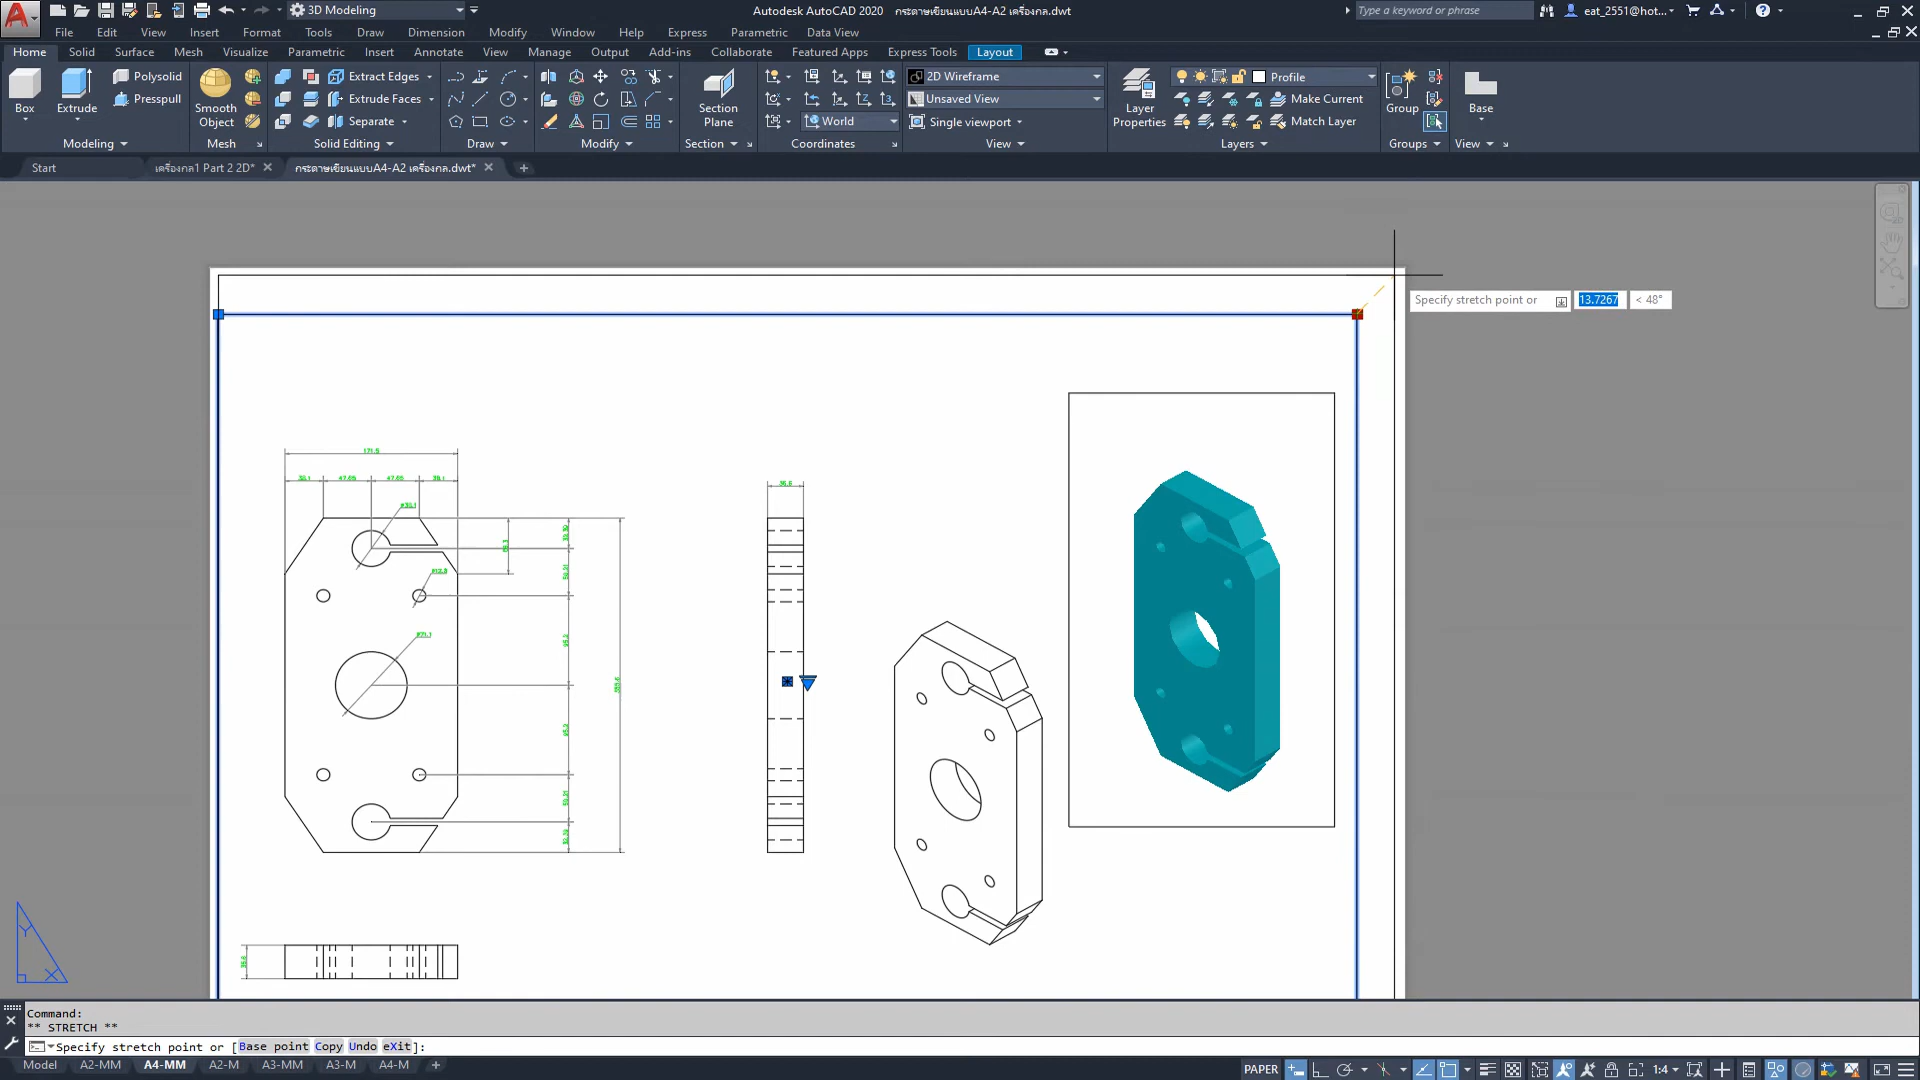 3D Modeling
Autodesk AutoCAD 2020 กระดาษเขียนแบบA4-A2 เครื่องกล.dwt
Type a keyword or phrase
eat_2551@hot...
File Edit View Insert Format Tools Draw Dimension Modify Window Help Express Parametric Data View
Home Solid Surface Mesh Visualize Parametric Insert Annotate View Manage Output Add-ins Collaborate Featured Apps Express Tools Layout
Box
Extrude
Polysolid
Presspull
Modeling
Smooth
Object
Mesh
Extract Edges
Extrude Faces
Separate
Solid Editing
Draw
Modify
Section
Plane
Section
World
Coordinates
2D Wireframe
Unsaved View
Single viewport
View
Layer
Properties
Profile
Make Current
Match Layer
Layers
Group
Groups
Base
View
Start
เครื่องกล1 Part 2 2D*
กระดาษเขียนแบบA4-A2 เครื่องกล.dwt*
Specify stretch point or
13.7267
< 48°
171.5
47.65
47.65
35.6
Y
X
Command:
** STRETCH **
Specify stretch point or [Base point Copy Undo eXit]:
Model A2-MM A4-MM A2-M A3-MM A3-M A4-M
PAPER
1:4